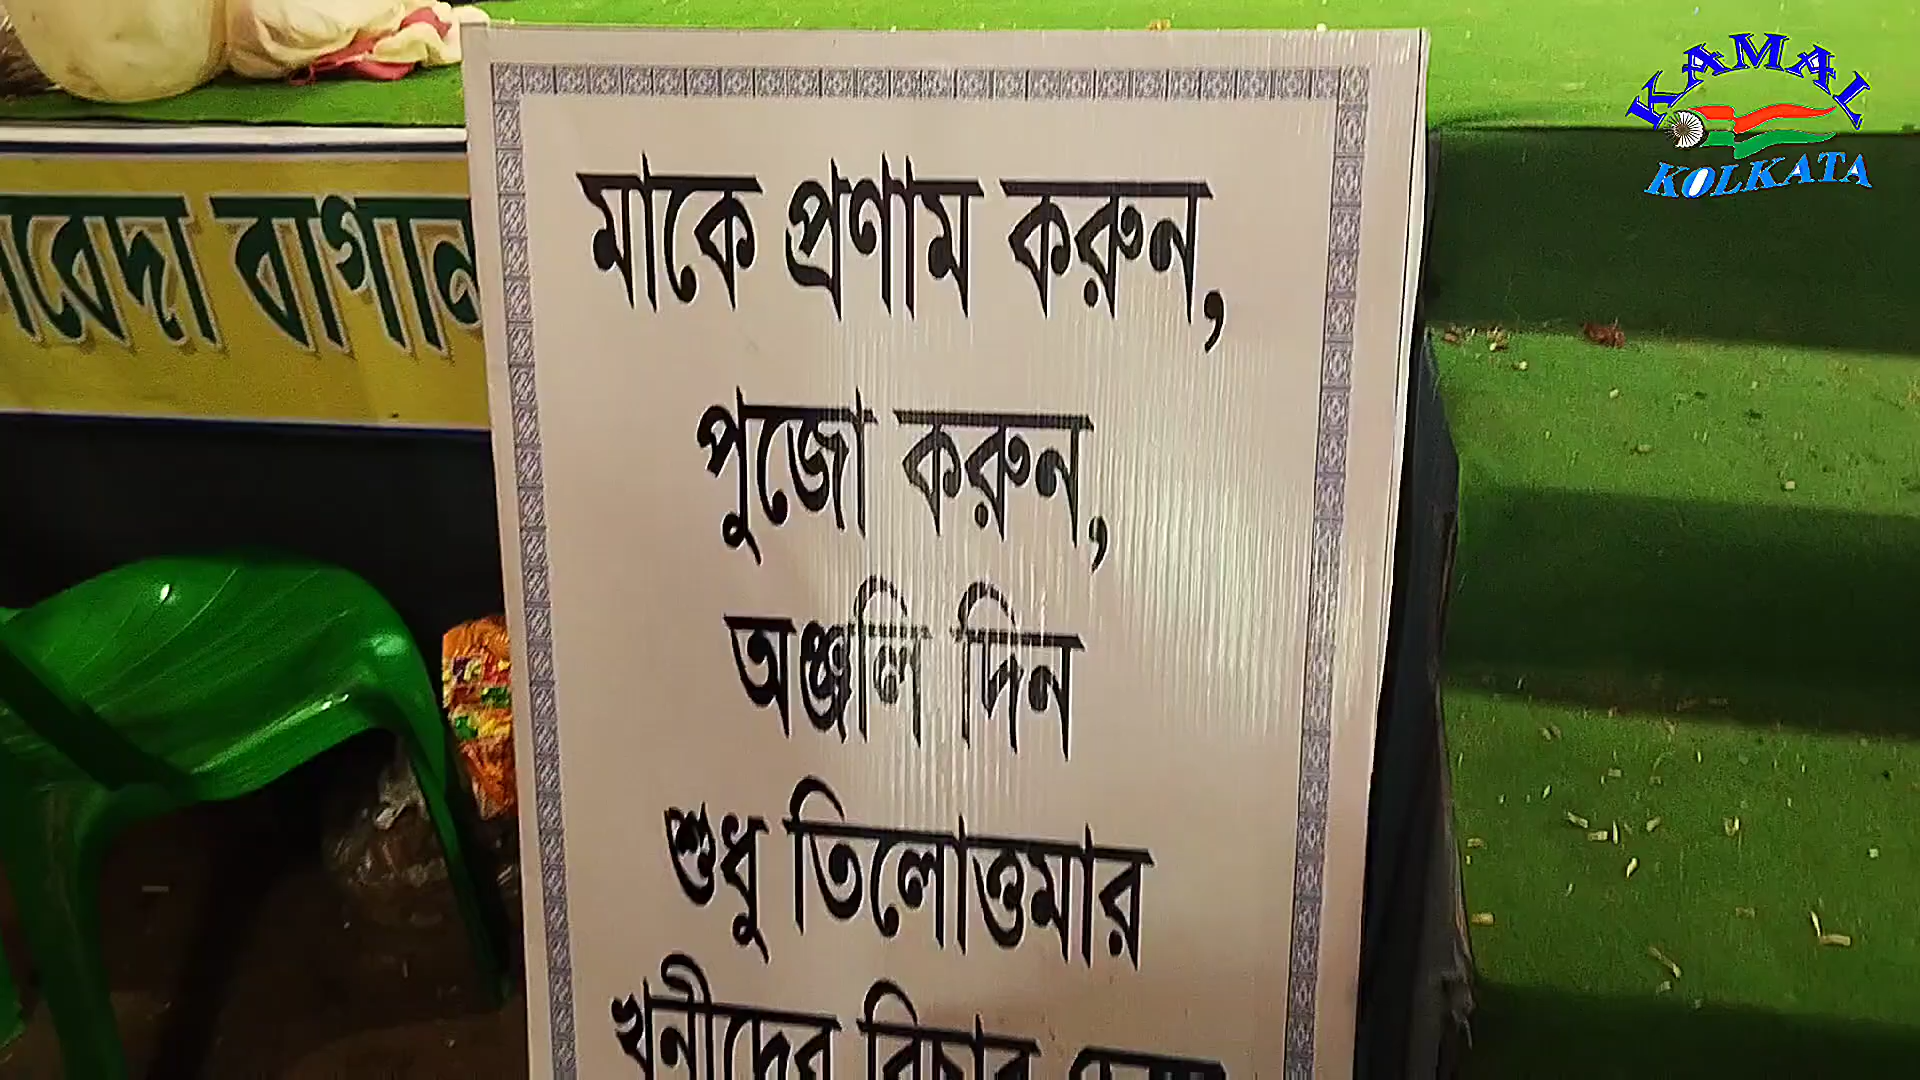 মাকে প্রণাম করুন,
পুজো করুন,
অঞ্জলি দিন
শুধু তিলোত্তমার
বাগান
KAMAL
KOLKATA